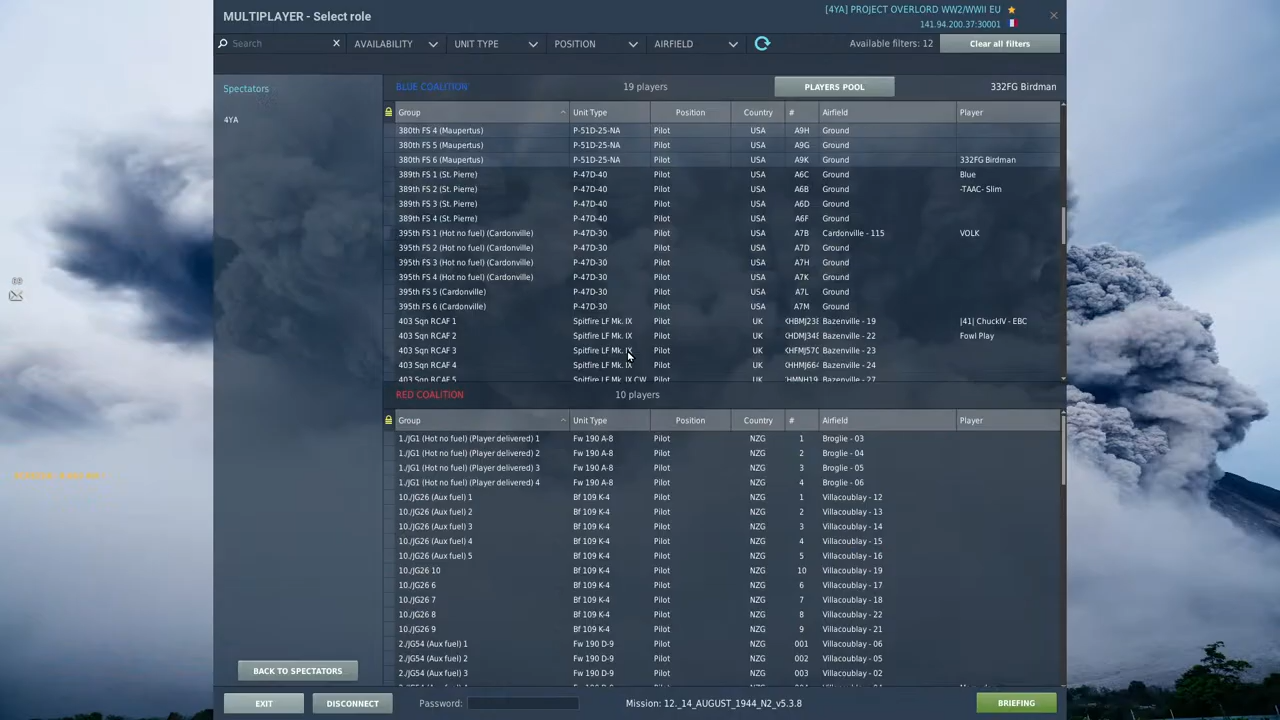 MULTIPLAYER - Select role
[4YA] PROJECT OVERLORD WW2/WWII EU
141.94.200.37:30001
Search
AVAILABILITY
UNIT TYPE
POSITION
AIRFIELD
Available filters: 12
Clear all filters
Spectators
4YA
BLUE COALITION 19 players PLAYERS POOL 332FG Birdman
Group Unit Type Position Country # Airfield Player
380th FS 4 (Maupertus) P-51D-25-NA Pilot USA A9H Ground
380th FS 5 (Maupertus) P-51D-25-NA Pilot USA A9G Ground
380th FS 6 (Maupertus) P-51D-25-NA Pilot USA A9K Ground 332FG Birdman
389th FS 1 (St. Pierre) P-47D-40 Pilot USA A6C Ground Blue
389th FS 2 (St. Pierre) P-47D-40 Pilot USA A6B Ground -TAAC- Slim
389th FS 3 (St. Pierre) P-47D-40 Pilot USA A6D Ground
389th FS 4 (St. Pierre) P-47D-40 Pilot USA A6F Ground
395th FS 1 (Hot no fuel) (Cardonville) P-47D-30 Pilot USA A7B Cardonville - 115 VOLK
395th FS 2 (Hot no fuel) (Cardonville) P-47D-30 Pilot USA A7D Ground
395th FS 3 (Hot no fuel) (Cardonville) P-47D-30 Pilot USA A7H Ground
395th FS 4 (Hot no fuel) (Cardonville) P-47D-30 Pilot USA A7K Ground
395th FS 5 (Cardonville) P-47D-30 Pilot USA A7L Ground
395th FS 6 (Cardonville) P-47D-30 Pilot USA A7M Ground
403 Sqn RCAF 1 Spitfire LF Mk. IX Pilot UK Bazenville - 19 |41| ChuckIV - EBC
403 Sqn RCAF 2 Spitfire LF Mk. IX Pilot UK Bazenville - 22 Fowl Play
403 Sqn RCAF 3 Spitfire LF Mk. IX Pilot UK Bazenville - 23
403 Sqn RCAF 4 Spitfire LF Mk. IX Pilot UK Bazenville - 24
403 Sqn RCAF 5 Spitfire LF Mk. IX CW Pilot UK Bazenville - 27
RED COALITION 10 players
Group Unit Type Position Country # Airfield Player
1./JG1 (Hot no fuel) (Player delivered) 1 Fw 190 A-8 Pilot NZG 1 Broglie - 03
1./JG1 (Hot no fuel) (Player delivered) 2 Fw 190 A-8 Pilot NZG 2 Broglie - 04
1./JG1 (Hot no fuel) (Player delivered) 3 Fw 190 A-8 Pilot NZG 3 Broglie - 05
1./JG1 (Hot no fuel) (Player delivered) 4 Fw 190 A-8 Pilot NZG 4 Broglie - 06
10./JG26 (Aux fuel) 1 Bf 109 K-4 Pilot NZG 1 Villacoublay - 12
10./JG26 (Aux fuel) 2 Bf 109 K-4 Pilot NZG 2 Villacoublay - 13
10./JG26 (Aux fuel) 3 Bf 109 K-4 Pilot NZG 3 Villacoublay - 14
10./JG26 (Aux fuel) 4 Bf 109 K-4 Pilot NZG 4 Villacoublay - 15
10./JG26 (Aux fuel) 5 Bf 109 K-4 Pilot NZG 5 Villacoublay - 16
10./JG26 10 Bf 109 K-4 Pilot NZG 10 Villacoublay - 19
10./JG26 6 Bf 109 K-4 Pilot NZG 6 Villacoublay - 17
10./JG26 7 Bf 109 K-4 Pilot NZG 7 Villacoublay - 18
10./JG26 8 Bf 109 K-4 Pilot NZG 8 Villacoublay - 22
10./JG26 9 Bf 109 K-4 Pilot NZG 9 Villacoublay - 21
2./JG54 (Aux fuel) 1 Fw 190 D-9 Pilot NZG 001 Villacoublay - 06
2./JG54 (Aux fuel) 2 Fw 190 D-9 Pilot NZG 002 Villacoublay - 05
2./JG54 (Aux fuel) 3 Fw 190 D-9 Pilot NZG 003 Villacoublay - 02
BACK TO SPECTATORS
EXIT
DISCONNECT
Password:
Mission: 12._14_AUGUST_1944_N2_v5.3.8
BRIEFING